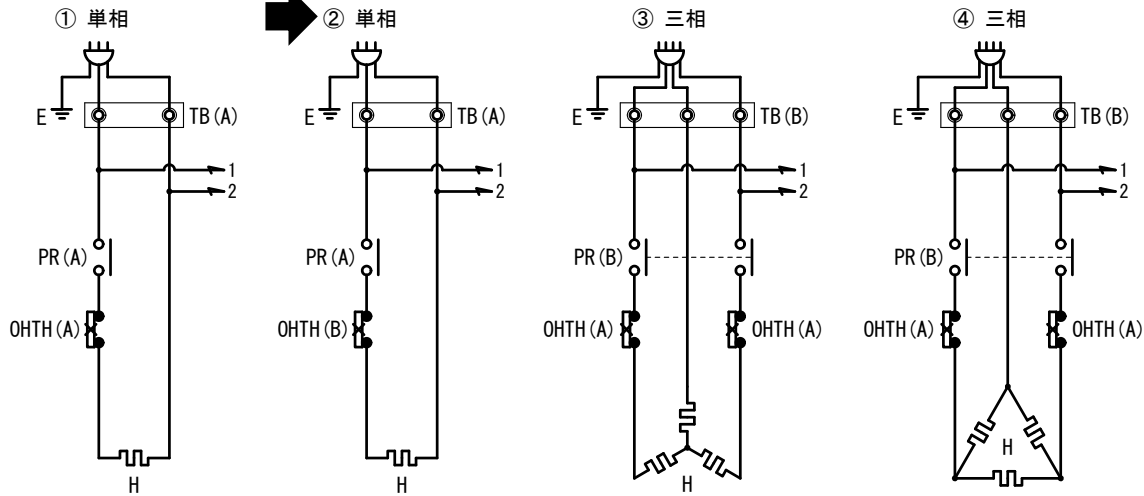 ① 単相
② 単相
③ 三相
④ 三相
E
TB(A)
E
TB(A)
E
TB(B)
E
TB(B)
1
1
1
1
2
2
2
2
PR(A)
PR(A)
PR(B)
PR(B)
OHTH(A)
OHTH(B)
OHTH(A)
OHTH(A)
OHTH(A)
OHTH(A)
H
H
H
H